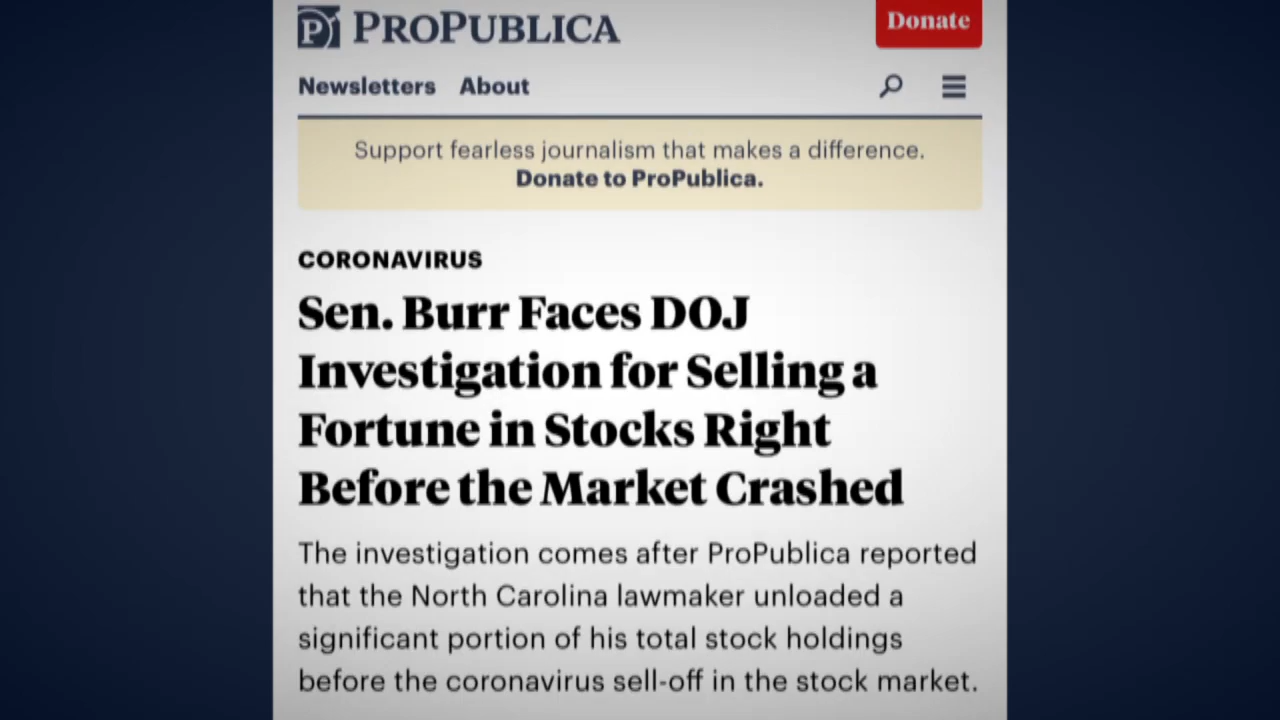 PROPUBLICA
Donate
Newsletters About
Support fearless journalism that makes a difference.
Donate to ProPublica.
CORONAVIRUS
Sen. Burr Faces DOJ
Investigation for Selling a
Fortune in Stocks Right
Before the Market Crashed
The investigation comes after ProPublica reported
that the North Carolina lawmaker unloaded a
significant portion of his total stock holdings
before the coronavirus sell-off in the stock market.